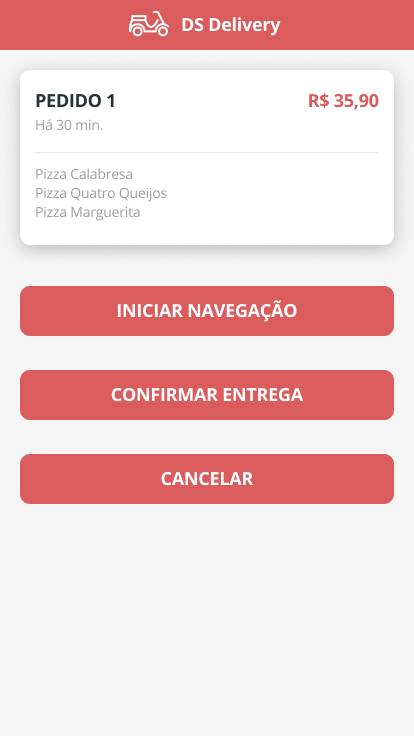 DS Delivery
PEDIDO 1 R$ 35,90
Há 30 min.
Pizza Calabresa
Pizza Quatro Queijos
Pizza Marguerita
INICIAR NAVEGAÇÃO
CONFIRMAR ENTREGA
CANCELAR